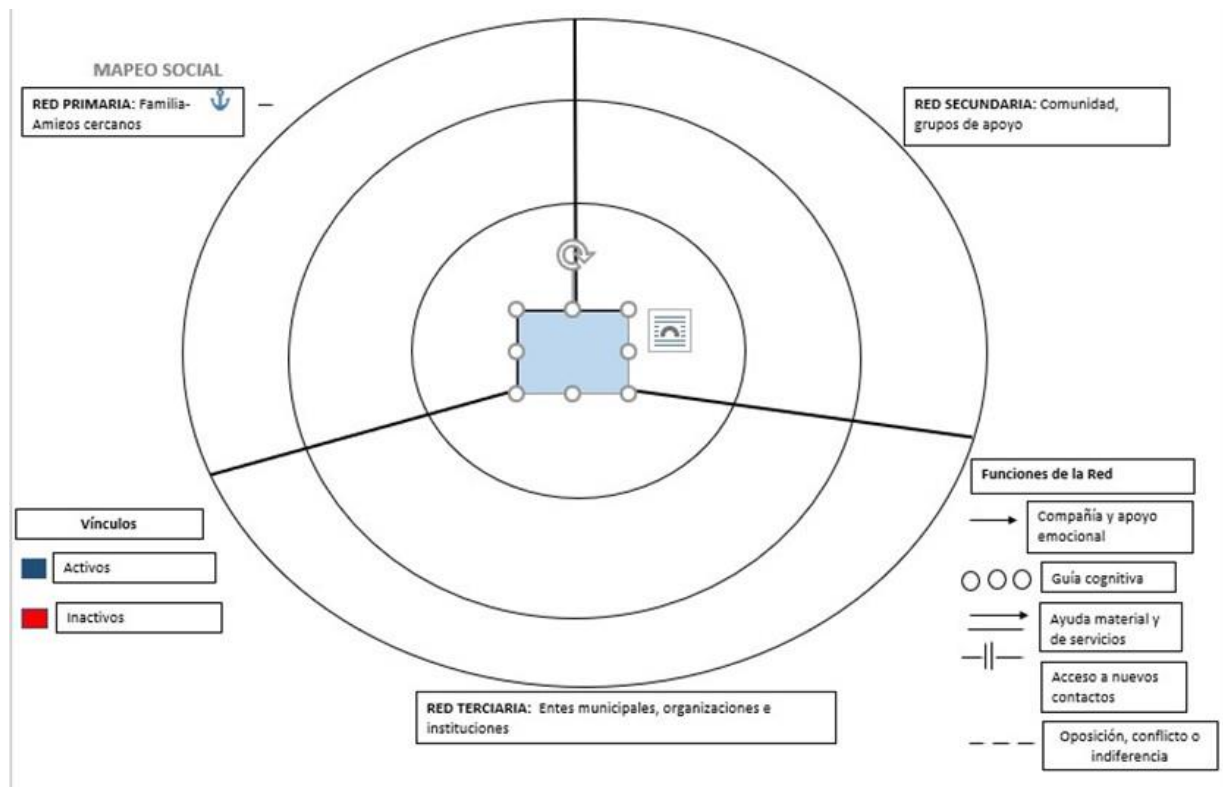 MAPEO SOCIAL
RED PRIMARIA: Familia-
Amigos cercanos
RED SECUNDARIA: Comunidad,
grupos de apoyo
Vínculos
Activos
Inactivos
Funciones de la Red
Compañía y apoyo
emocional
Guía cognitiva
Ayuda material y
de servicios
Acceso a nuevos
contactos
Oposición, conflicto o
indiferencia
RED TERCIARIA: Entes municipales, organizaciones e
instituciones